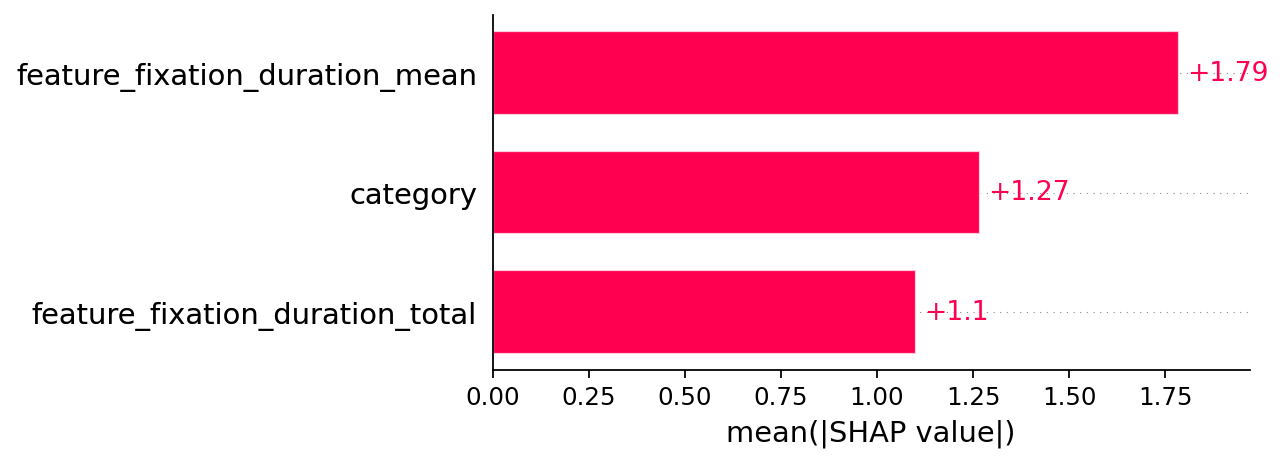 feature_fixation_duration_mean +1.79
category +1.27
feature_fixation_duration_total +1.1
0.00 0.25 0.50 0.75 1.00 1.25 1.50 1.75
mean(|SHAP value|)